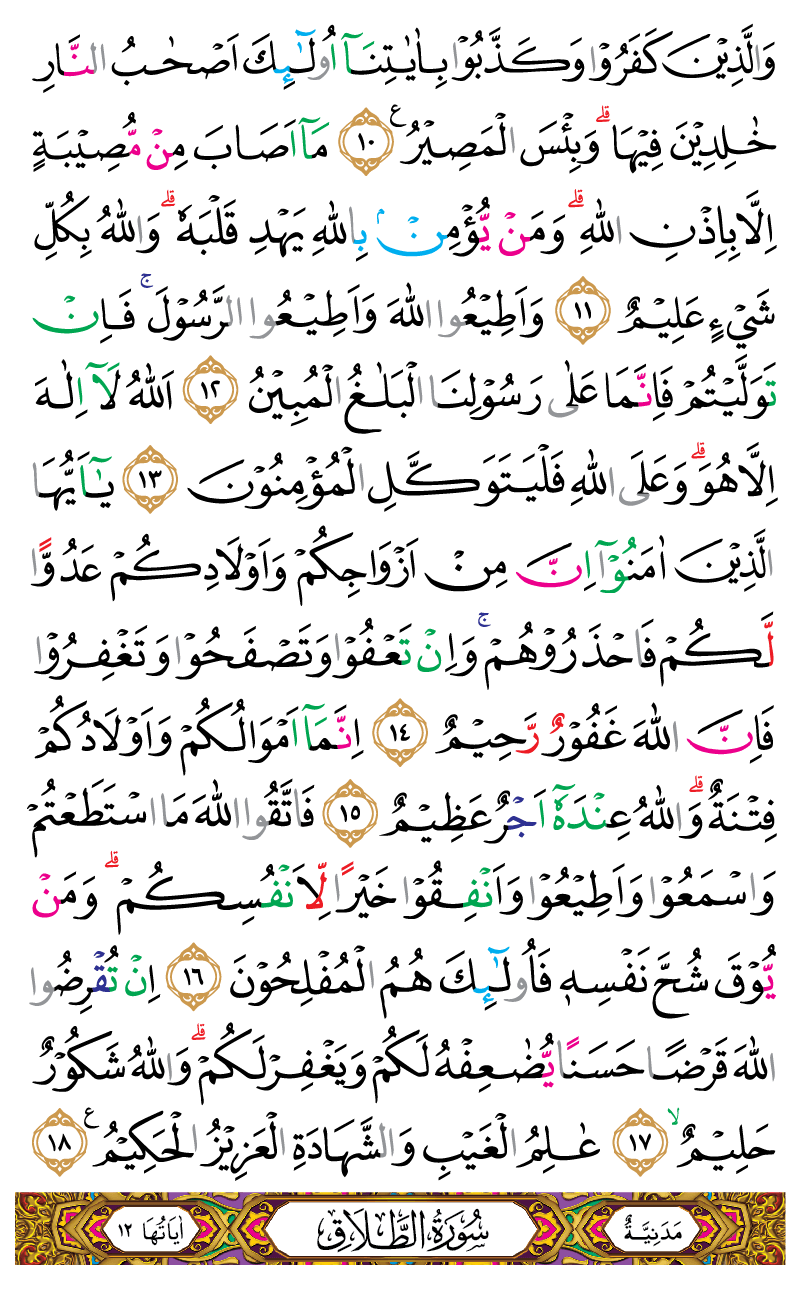 وَالَّذِيْنَ كَفَرُوْا وَكَذَّبُوْا بِاٰيٰتِنَآ اُولٰۤىِٕكَ اَصْحٰبُ النَّارِ
خٰلِدِيْنَ فِيْهَاۗ وَبِئْسَ الْمَصِيْرُ ࣖ ١٠ مَآ اَصَابَ مِنْ مُّصِيْبَةٍ
اِلَّا بِاِذْنِ اللّٰهِ ۗوَمَنْ يُّؤْمِنْۢ بِاللّٰهِ يَهْدِ قَلْبَهٗ ۗوَاللّٰهُ بِكُلِّ
شَيْءٍ عَلِيْمٌ ١١ وَاَطِيْعُوا اللّٰهَ وَاَطِيْعُوا الرَّسُوْلَۚ فَاِنْ
تَوَلَّيْتُمْ فَاِنَّمَا عَلٰى رَسُوْلِنَا الْبَلٰغُ الْمُبِيْنُ ١٢ اَللّٰهُ لَآ اِلٰهَ
اِلَّا هُوَۗ وَعَلَى اللّٰهِ فَلْيَتَوَكَّلِ الْمُؤْمِنُوْنَ ١٣ يٰٓاَيُّهَا
الَّذِيْنَ اٰمَنُوْٓا اِنَّ مِنْ اَزْوَاجِكُمْ وَاَوْلَادِكُمْ عَدُوًّا
لَّكُمْ فَاحْذَرُوْهُمْۚ وَاِنْ تَعْفُوْا وَتَصْفَحُوْا وَتَغْفِرُوْا
فَاِنَّ اللّٰهَ غَفُوْرٌ رَّحِيْمٌ ١٤ اِنَّمَآ اَمْوَالُكُمْ وَاَوْلَادُكُمْ
فِتْنَةٌ ۗوَاللّٰهُ عِنْدَهٗٓ اَجْرٌ عَظِيْمٌ ١٥ فَاتَّقُوا اللّٰهَ مَا اسْتَطَعْتُمْ
وَاسْمَعُوْا وَاَطِيْعُوْا وَاَنْفِقُوْا خَيْرًا لِّاَنْفُسِكُمْ ۗوَمَنْ
يُّوْقَ شُحَّ نَفْسِهٖ فَاُولٰۤىِٕكَ هُمُ الْمُفْلِحُوْنَ ١٦ اِنْ تُقْرِضُوا
اللّٰهَ قَرْضًا حَسَنًا يُّضٰعِفْهُ لَكُمْ وَيَغْفِرْ لَكُمْۗ وَاللّٰهُ شَكُوْرٌ
حَلِيْمٌۙ ١٧ عٰلِمُ الْغَيْبِ وَالشَّهَادَةِ الْعَزِيْزُ الْحَكِيْمُ ࣖ ١٨
مَدَنِيَّةٌ سُوْرَةُ الطَّلَاقِ اٰيَاتُهَا ١٢